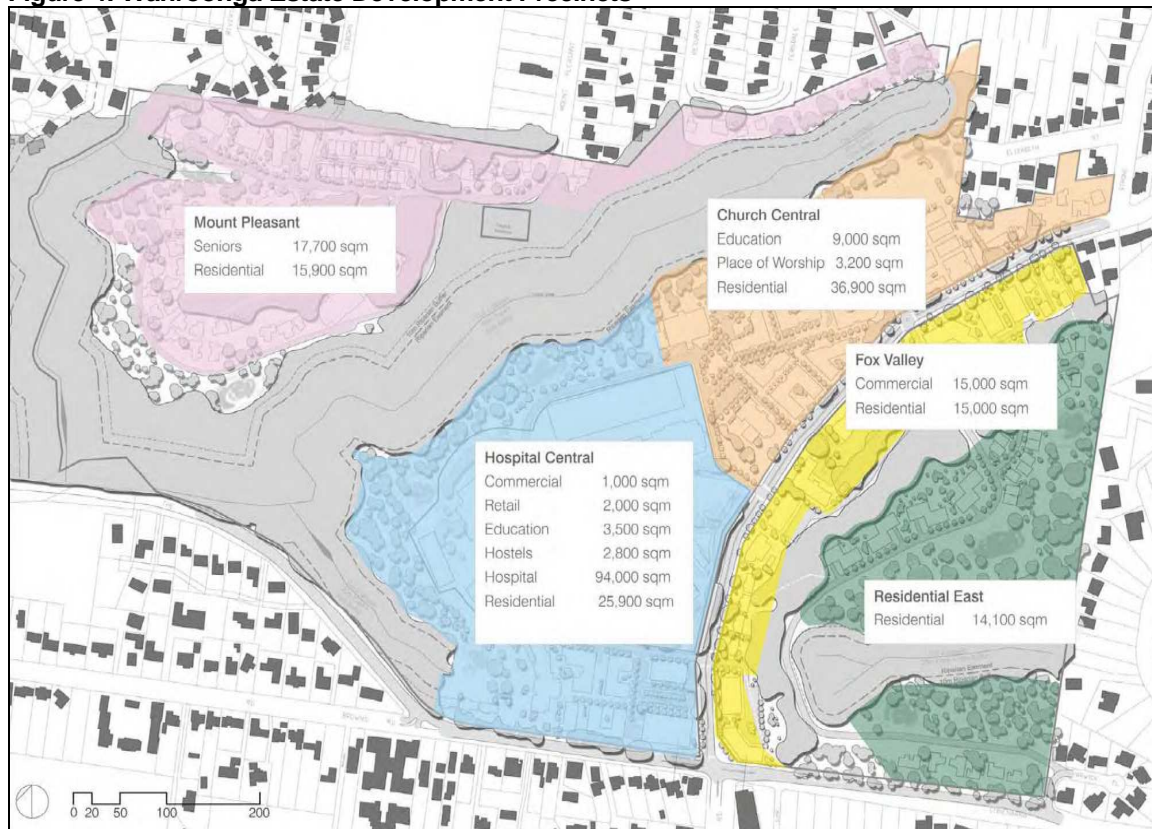 Figure 4: Wahroonga Estate Development Precincts
Mount Pleasant
Seniors 17,700 sqm
Residential 15,900 sqm
Church Central
Education 9,000 sqm
Place of Worship 3,200 sqm
Residential 36,900 sqm
Fox Valley
Commercial 15,000 sqm
Residential 15,000 sqm
Hospital Central
Commercial 1,000 sqm
Retail 2,000 sqm
Education 3,500 sqm
Hostels 2,800 sqm
Hospital 94,000 sqm
Residential 25,900 sqm
Residential East
Residential 14,100 sqm
0 20 50 100 200